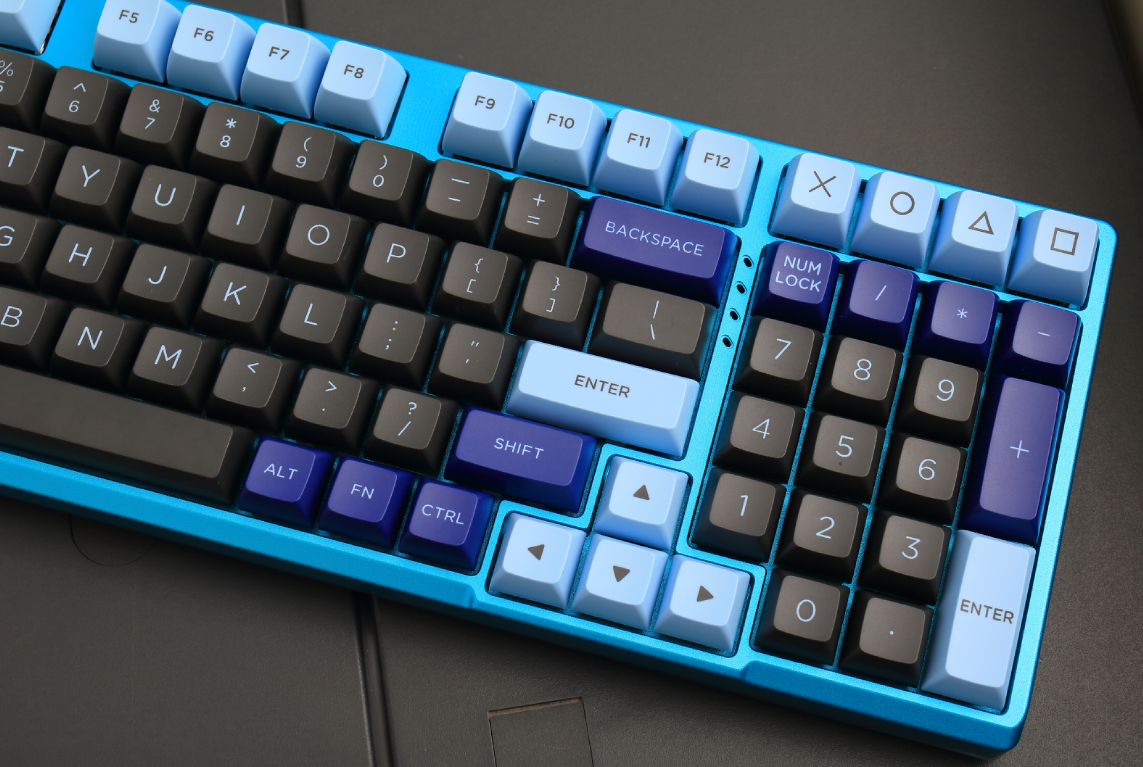 F5 F6 F7 F8 F9 F10 F11 F12 X O △ □
% 5 ^ 6 & 7 * 8 ( 9 ) 0 — – + = BACKSPACE NUM LOCK / * –
T Y U I O P { [ } ] | \ 7 8 9 +
G H J K L : ; " ' ENTER 4 5 6
B N M < , > . ? / SHIFT ▲ 1 2 3 ENTER
ALT FN CTRL ◀ ▼ ▶ 0 .